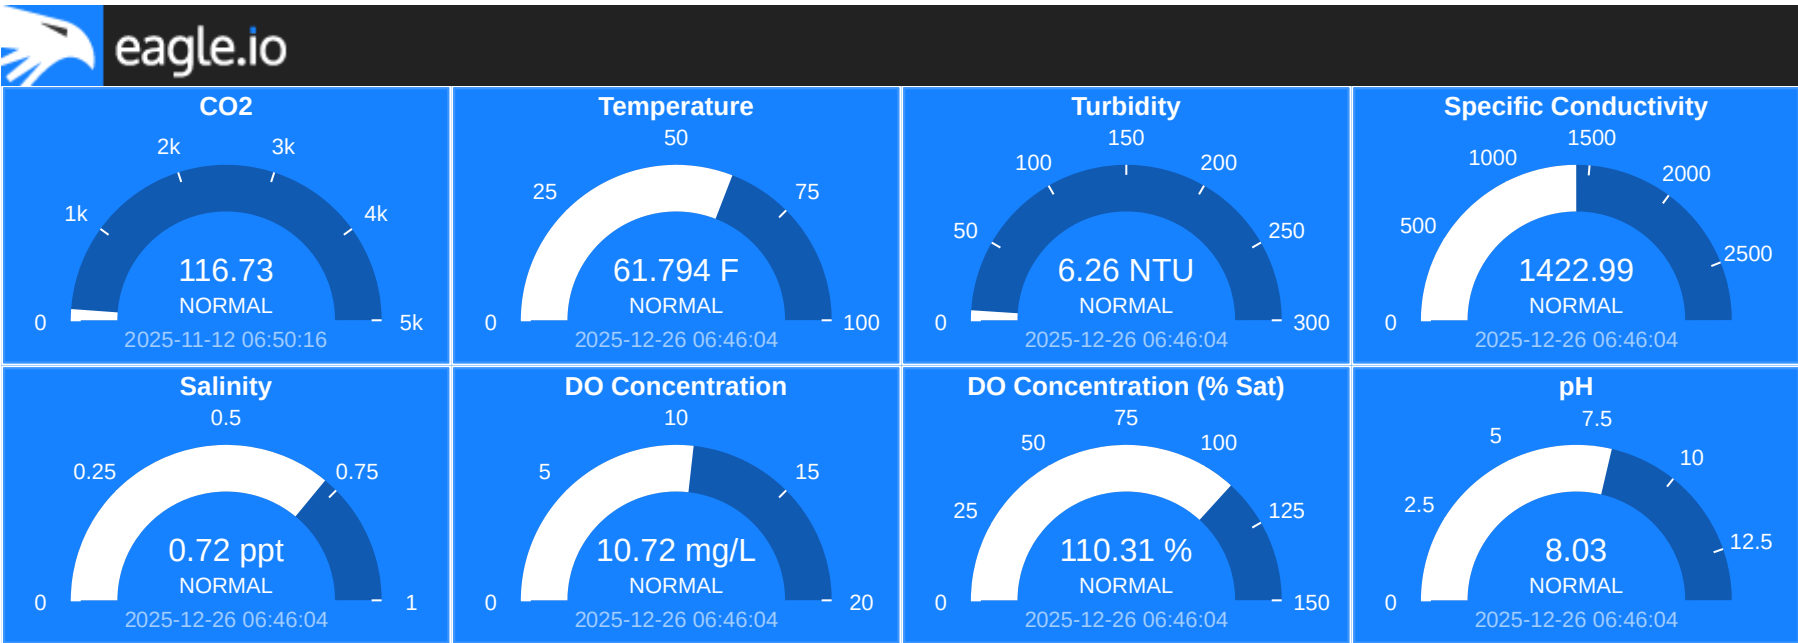 eagle.io
CO2
2k
3k
1k
4k
116.73
NORMAL
0
5k
2025-11-12 06:50:16
Temperature
50
25
75
61.794 F
NORMAL
0
100
2025-12-26 06:46:04
Turbidity
150
100
200
50
250
6.26 NTU
NORMAL
0
300
2025-12-26 06:46:04
Specific Conductivity
1500
1000
2000
500
2500
1422.99
NORMAL
0
2025-12-26 06:46:04
Salinity
0.5
0.25
0.75
0.72 ppt
NORMAL
0
1
2025-12-26 06:46:04
DO Concentration
10
5
15
10.72 mg/L
NORMAL
0
20
2025-12-26 06:46:04
DO Concentration (% Sat)
75
50
100
25
125
110.31 %
NORMAL
0
150
2025-12-26 06:46:04
pH
7.5
5
10
2.5
12.5
8.03
NORMAL
0
2025-12-26 06:46:04